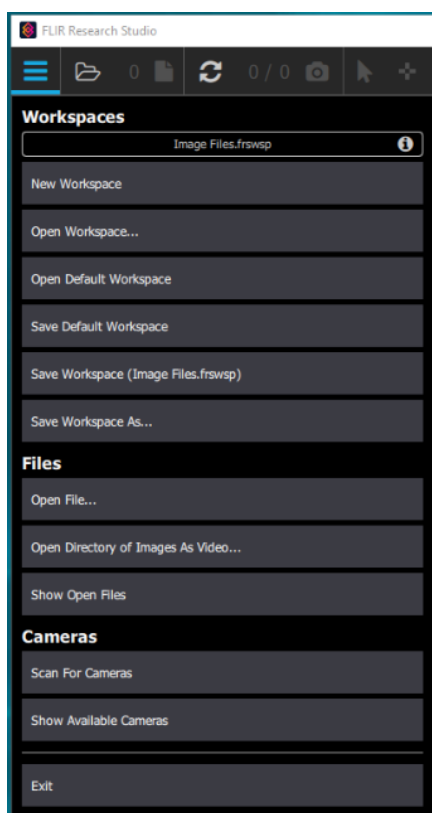 FLIR Research Studio
0 0 / 0
Workspaces
Image Files.frswsp
New Workspace
Open Workspace...
Open Default Workspace
Save Default Workspace
Save Workspace (Image Files.frswsp)
Save Workspace As...
Files
Open File...
Open Directory of Images As Video...
Show Open Files
Cameras
Scan For Cameras
Show Available Cameras
Exit